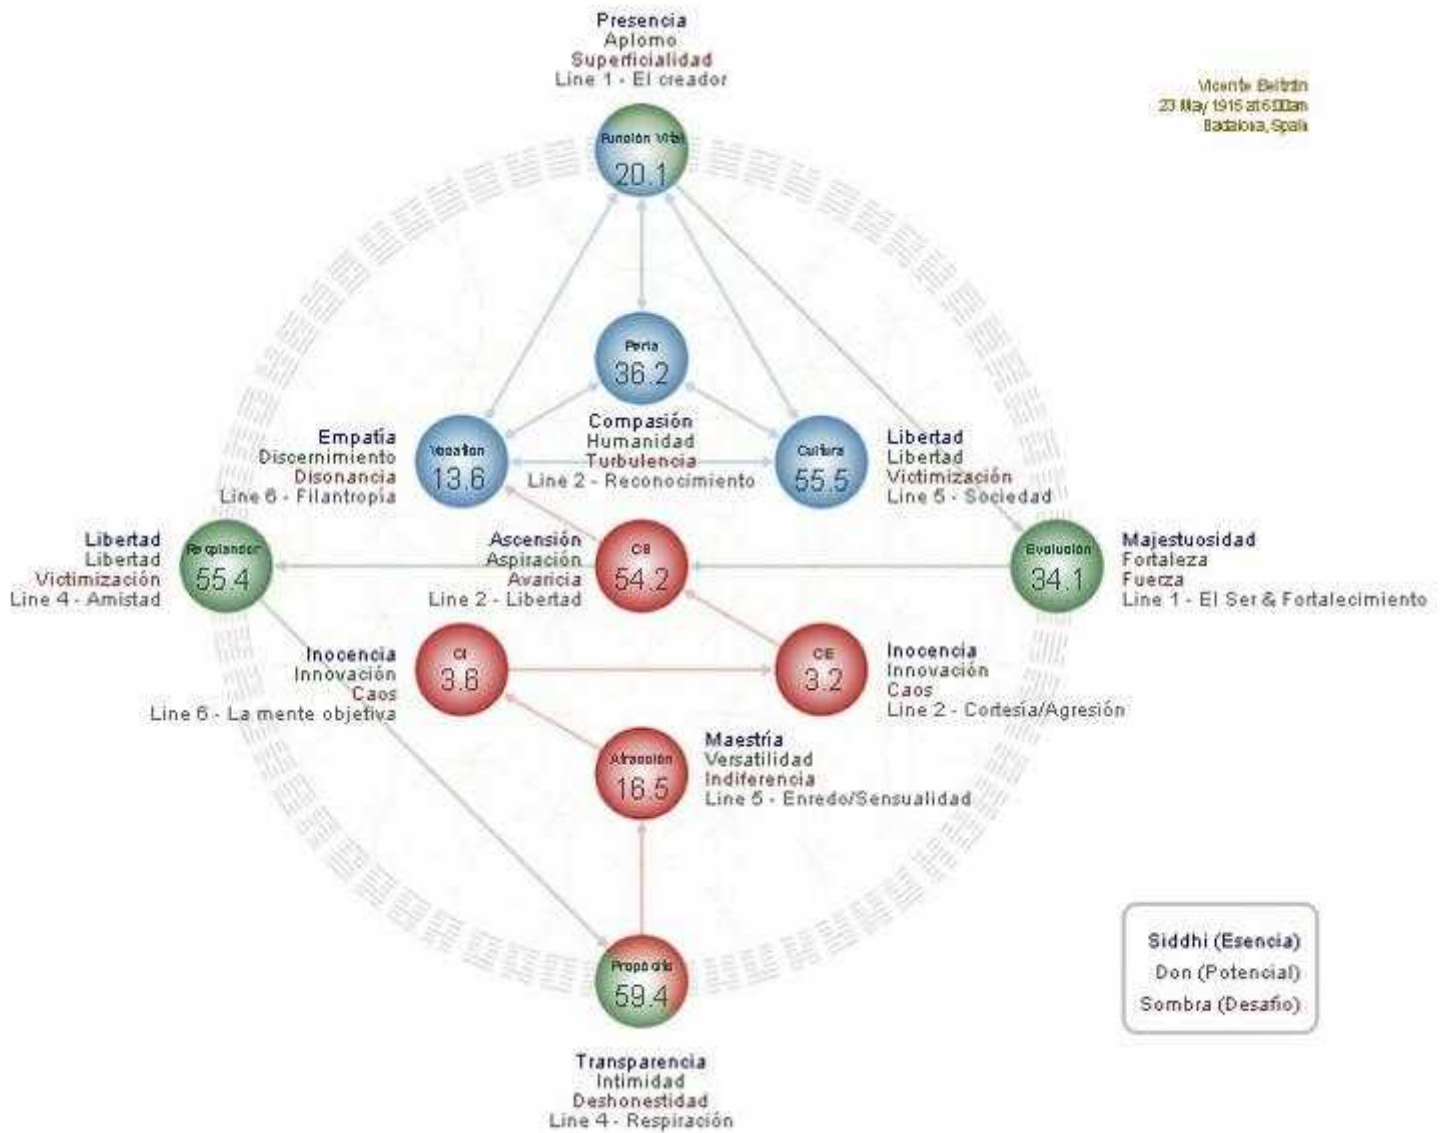 Presencia
Aplomo
Superficialidad
Line 1 - El creador
Vicente Beltrán
23 May 1915 at 6:00am
Badalona, Spain
Función Vital
20.1
Perla
36.2
Compasión
Humanidad
Turbulencia
Line 2 - Reconocimiento
Empatía
Discernimiento
Disonancia
Line 6 - Filantropía
Vocation
13.6
Cultura
55.5
Libertad
Libertad
Victimización
Line 5 - Sociedad
Libertad
Libertad
Victimización
Line 4 - Amistad
Resplandor
55.4
Ascensión
Aspiración
Avaricia
Line 2 - Libertad
54.2
Evolución
34.1
Majestuosidad
Fortaleza
Fuerza
Line 1 - El Ser & Fortalecimiento
Inocencia
Innovación
Caos
Line 6 - La mente objetiva
CI
3.6
CE
3.2
Inocencia
Innovación
Caos
Line 2 - Cortesía/Agresión
Atracción
16.5
Maestría
Versatilidad
Indiferencia
Line 5 - Enredo/Sensualidad
Propósito
59.4
Transparencia
Intimidad
Deshonestidad
Line 4 - Respiración
Siddhi (Esencia)
Don (Potencial)
Sombra (Desafio)